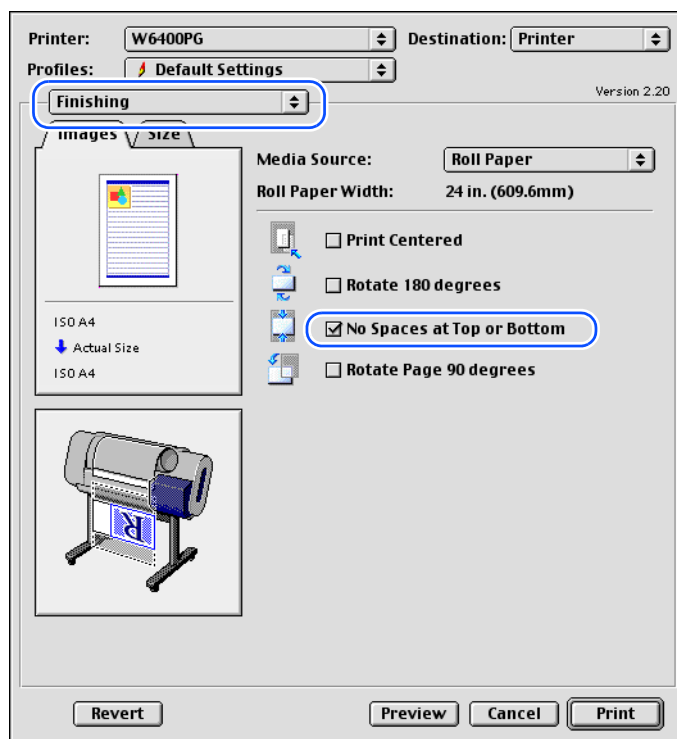 Printer: W6400PG Destination: Printer
Profiles: Default Settings
Version 2.20
Finishing
Images Size
Media Source: Roll Paper
Roll Paper Width: 24 in. (609.6mm)
Print Centered
Rotate 180 degrees
No Spaces at Top or Bottom
Rotate Page 90 degrees
ISO A4
Actual Size
ISO A4
R
Revert Preview Cancel Print